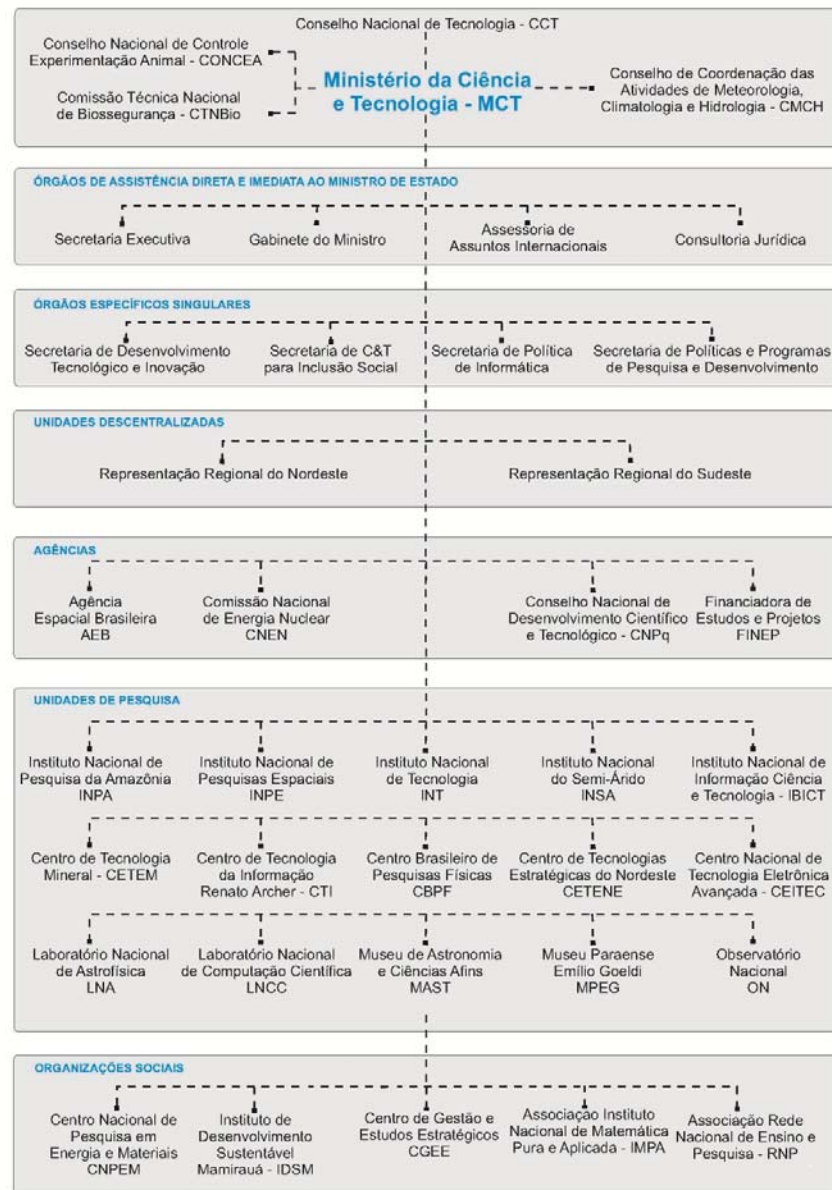 Conselho Nacional de Tecnologia - CCT
Conselho Nacional de Controle
Experimentação Animal - CONCEA
Comissão Técnica Nacional
de Biossegurança - CTNBio
Ministério da Ciência
e Tecnologia - MCT
Conselho de Coordenação das
Atividades de Meteorologia,
Climatologia e Hidrologia - CMCH
ÓRGÃOS DE ASSISTÊNCIA DIRETA E IMEDIATA AO MINISTRO DE ESTADO
Secretaria Executiva
Gabinete do Ministro
Assessoria de
Assuntos Internacionais
Consultoria Jurídica
ÓRGÃOS ESPECÍFICOS SINGULARES
Secretaria de Desenvolvimento
Tecnológico e Inovação
Secretaria de C&T
para Inclusão Social
Secretaria de Política
de Informática
Secretaria de Políticas e Programas
de Pesquisa e Desenvolvimento
UNIDADES DESCENTRALIZADAS
Representação Regional do Nordeste
Representação Regional do Sudeste
AGÊNCIAS
Agência
Espacial Brasileira
AEB
Comissão Nacional
de Energia Nuclear
CNEN
Conselho Nacional de
Desenvolvimento Científico
e Tecnológico - CNPq
Financiadora de
Estudos e Projetos
FINEP
UNIDADES DE PESQUISA
Instituto Nacional de
Pesquisa da Amazônia
INPA
Instituto Nacional de
Pesquisas Espaciais
INPE
Instituto Nacional
de Tecnologia
INT
Instituto Nacional
do Semi-Árido
INSA
Instituto Nacional de
Informação Ciência
e Tecnologia - IBICT
Centro de Tecnologia
Mineral - CETEM
Centro de Tecnologia
da Informação
Renato Archer - CTI
Centro Brasileiro de
Pesquisas Físicas
CBPF
Centro de Tecnologias
Estratégicas do Nordeste
CETENE
Centro Nacional de
Tecnologia Eletrônica
Avançada - CEITEC
Laboratório Nacional
de Astrofísica
LNA
Laboratório Nacional
de Computação Científica
LNCC
Museu de Astronomia
e Ciências Afins
MAST
Museu Paraense
Emílio Goeldi
MPEG
Observatório
Nacional
ON
ORGANIZAÇÕES SOCIAIS
Centro Nacional de
Pesquisa em
Energia e Materiais
CNPEM
Instituto de
Desenvolvimento
Sustentável
Mamirauá - IDSM
Centro de Gestão e
Estudos Estratégicos
CGEE
Associação Instituto
Nacional de Matemática
Pura e Aplicada - IMPA
Associação Rede
Nacional de Ensino e
Pesquisa - RNP